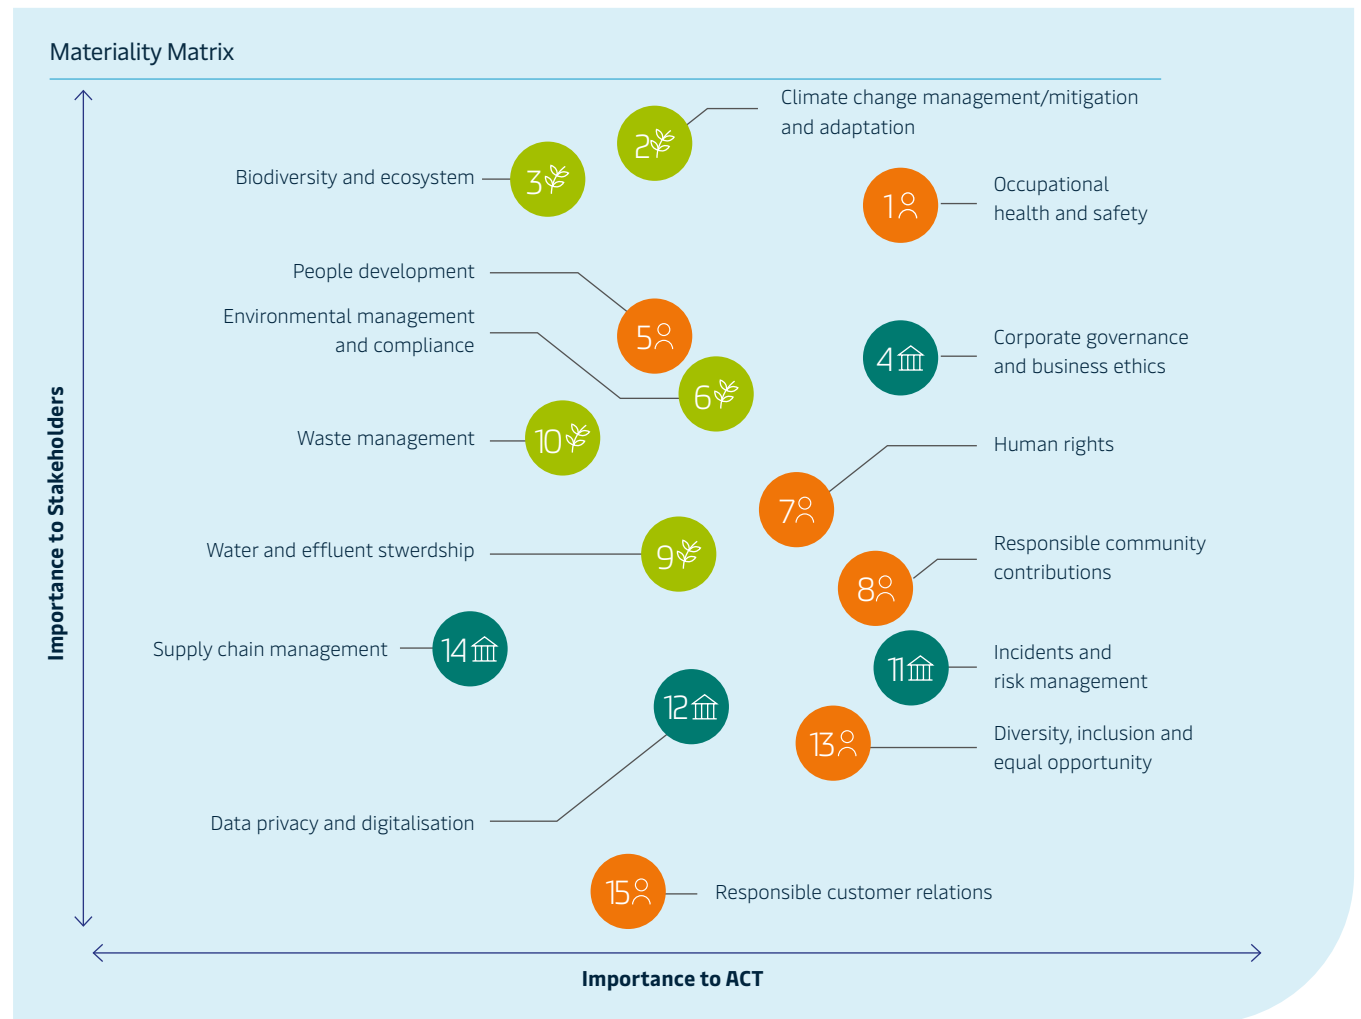 Materiality Matrix
Climate change management/mitigation
and adaptation
2
Biodiversity and ecosystem
3
1
Occupational
health and safety
People development
5
Environmental management
and compliance
6
4
Corporate governance
and business ethics
Waste management
10
Human rights
7
Water and effluent stwerdship
9
Responsible community
contributions
8
Supply chain management
14
Incidents and
risk management
11
12
13
Diversity, inclusion and
equal opportunity
Data privacy and digitalisation
15
Responsible customer relations
Importance to Stakeholders
Importance to ACT